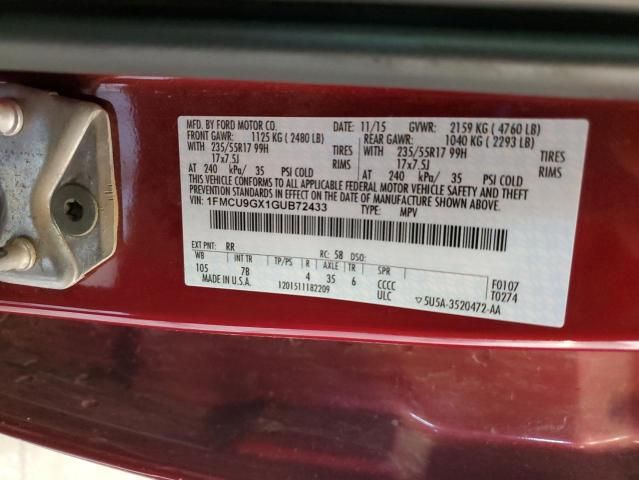 MFD. BY FORD MOTOR CO. 11/15 GVWR: 2159 KG ( 4760 LB)
FRONT GAWR: 1125 KG ( 2480 LB) REAR GAWR: 1040 KG ( 2293 LB)
WITH 235/55R17 99H TIRES WITH 235/55R17 99H TIRES
17x7.5J RIMS 17x7.5J RIMS
AT 240 kPa/ 35 PSI COLD AT 240 kPa/ 35 PSI COLD
THIS VEHICLE CONFORMS TO ALL APPLICABLE FEDERAL MOTOR VEHICLE SAFETY AND THEFT
PREVENTION STANDARDS IN EFFECT ON THE DATE OF MANUFACTURE SHOWN ABOVE.
VIN: 1FMCU9GX1GUB72433 TYPE: MPV
EXT PNT: RR RC: 58 DSO:
WB INT TR TP/PS R AXLE TR SPR
105 7B 4 35 6 CCCC F0107
MADE IN U.S.A. 1201511182209 ULC ▽5U5A-3520472-AA T0274